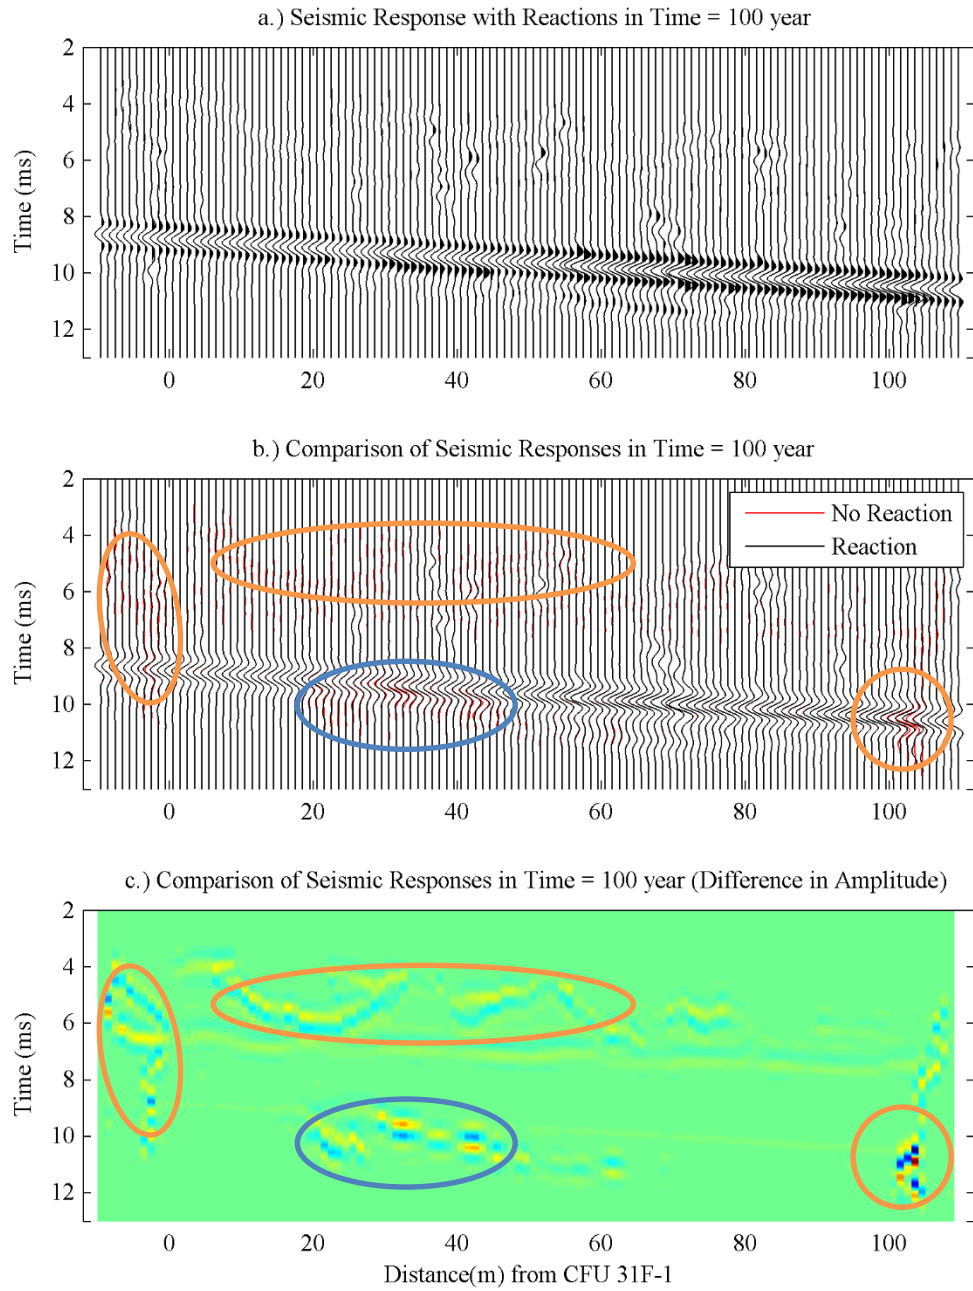 a.) Seismic Response with Reactions in Time = 100 year
2
4
6
8
10
12
Time (ms)
0 20 40 60 80 100
b.) Comparison of Seismic Responses in Time = 100 year
2
4
6
8
10
12
Time (ms)
No Reaction
Reaction
0 20 40 60 80 100
c.) Comparison of Seismic Responses in Time = 100 year (Difference in Amplitude)
2
4
6
8
10
12
Time (ms)
0 20 40 60 80 100
Distance(m) from CFU 31F-1